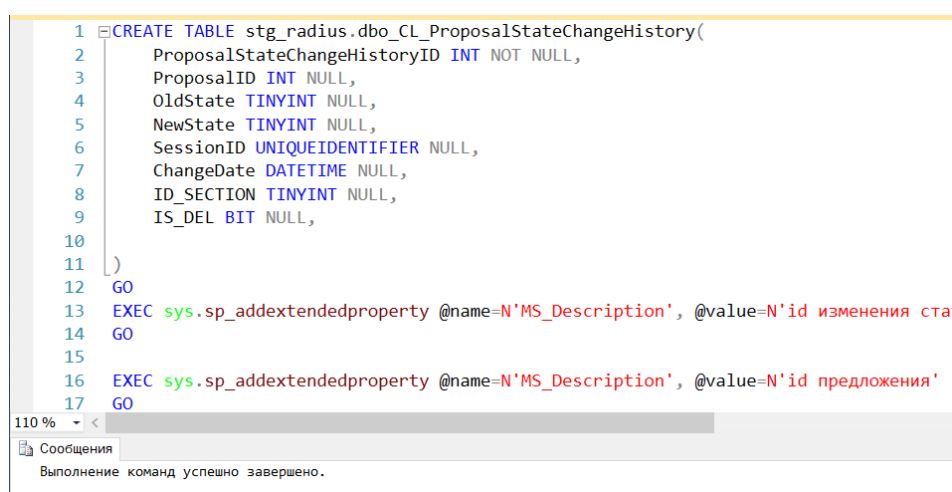 1 CREATE TABLE stg_radius.dbo_CL_ProposalStateChangeHistory(
2 ProposalStateChangeHistoryID INT NOT NULL,
3 ProposalID INT NULL,
4 OldState TINYINT NULL,
5 NewState TINYINT NULL,
6 SessionID UNIQUEIDENTIFIER NULL,
7 ChangeDate DATETIME NULL,
8 ID_SECTION TINYINT NULL,
9 IS_DEL BIT NULL,
10
11 )
12 GO
13 EXEC sys.sp_addextendedproperty @name=N'MS_Description', @value=N'id изменения ста
14 GO
15
16 EXEC sys.sp_addextendedproperty @name=N'MS_Description', @value=N'id предложения'
17 GO
110 %
Сообщения
Выполнение команд успешно завершено.